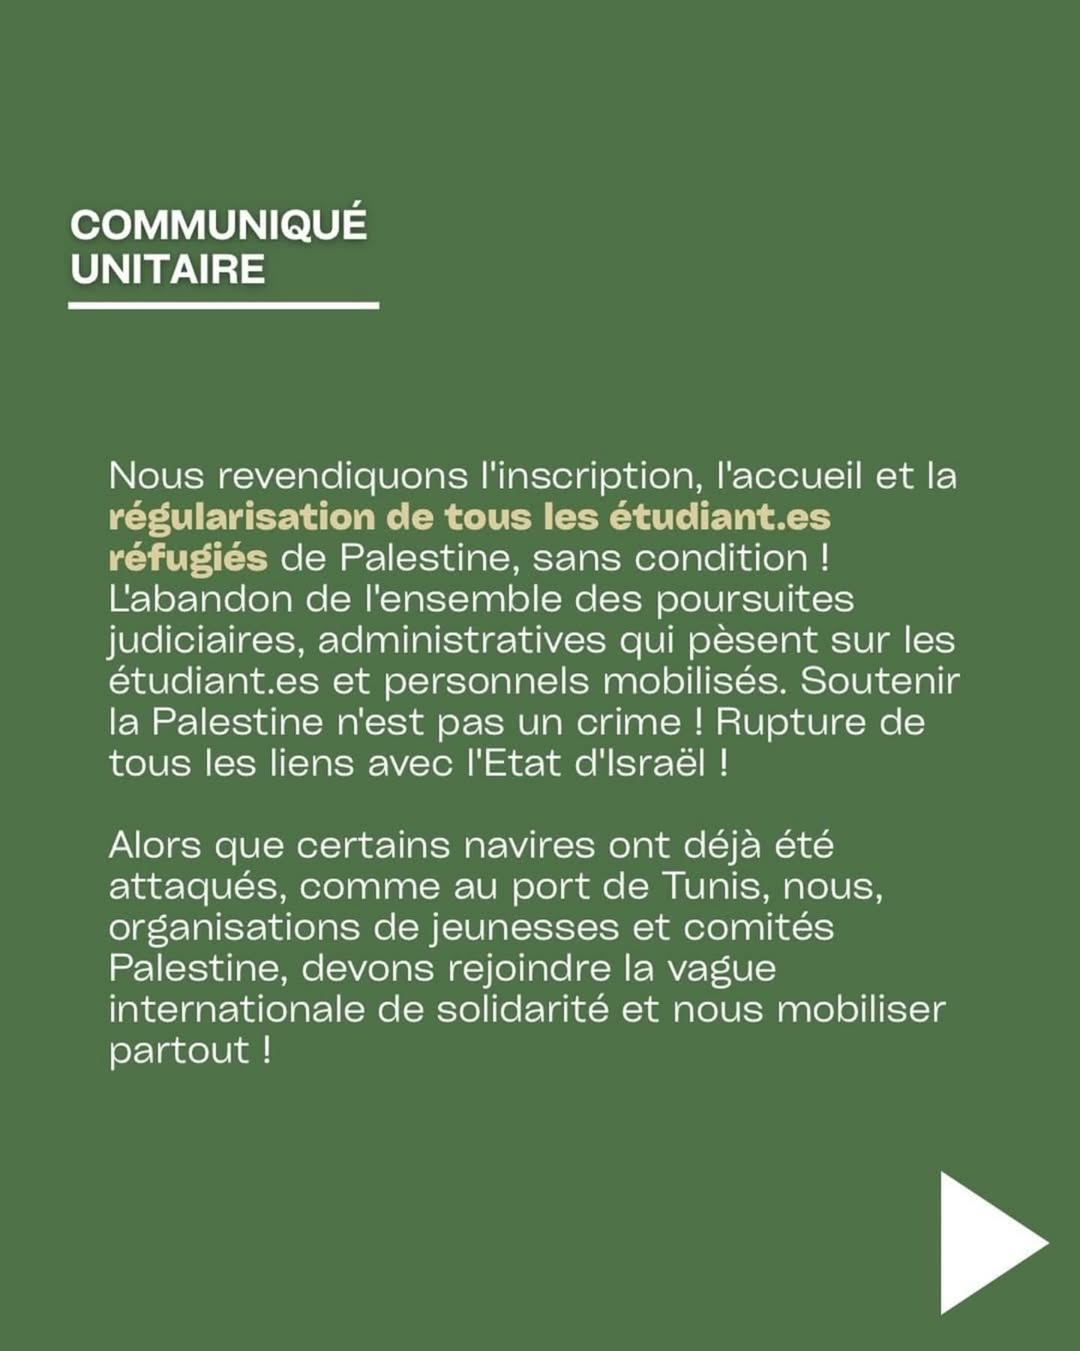 COMMUNIQUÉ
UNITAIRE
Nous revendiquons l'inscription, l'accueil et la
régularisation de tous les étudiant.es
réfugiés de Palestine, sans condition !
L'abandon de l'ensemble des poursuites
judiciaires, administratives qui pèsent sur les
étudiant.es et personnels mobilisés. Soutenir
la Palestine n'est pas un crime ! Rupture de
tous les liens avec l'Etat d'Israël !
Alors que certains navires ont déjà été
attaqués, comme au port de Tunis, nous,
organisations de jeunesses et comités
Palestine, devons rejoindre la vague
internationale de solidarité et nous mobiliser
partout !